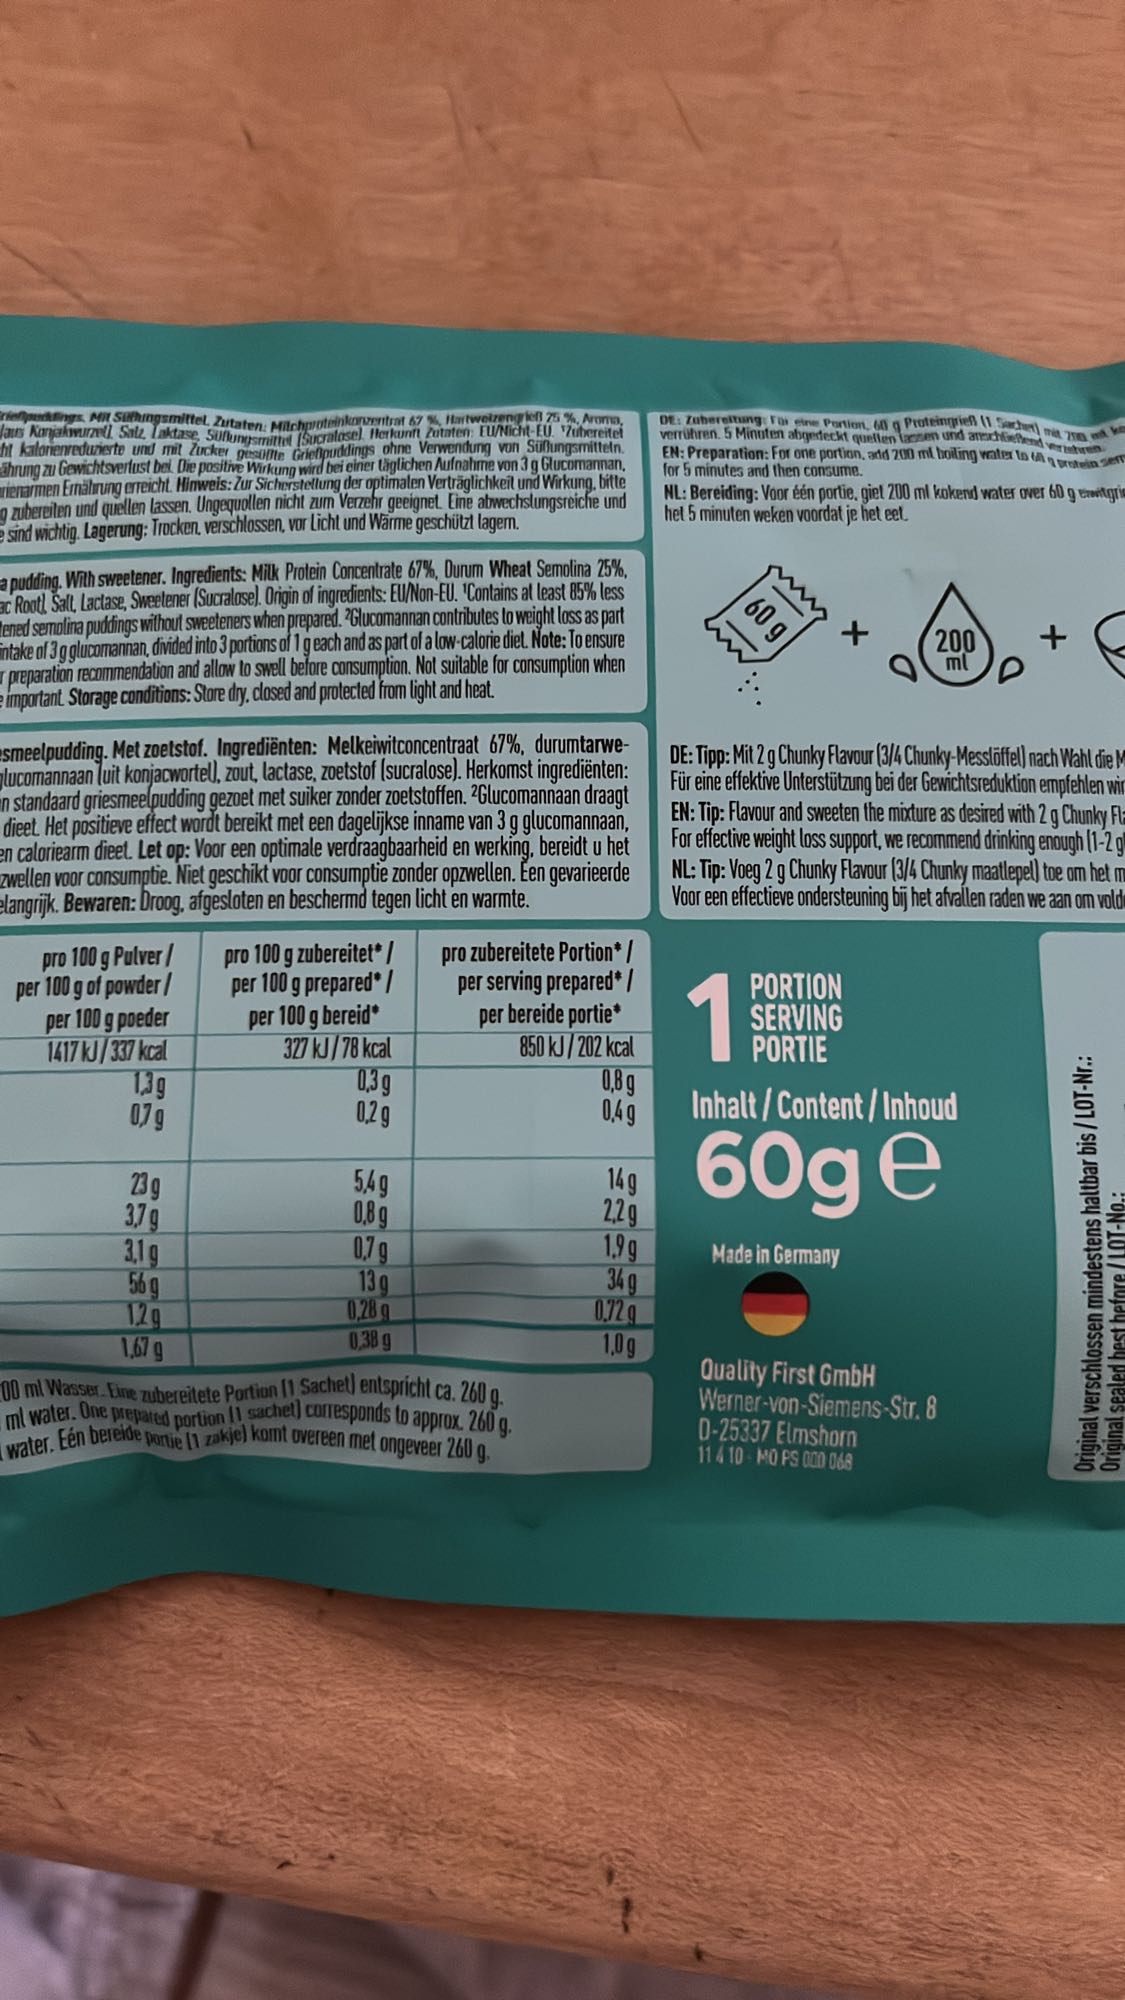 Mit Süßungsmittel. Zutaten: Milchproteinkonzentrat 67 %, Hartweizengrieß 25 %, Aroma,
Konjakwurzel), Salz, Laktase, Süßungsmittel (Sucralose). Herkunft Zutaten: EU/Nicht-EU. ¹Zubereitet
kalorienreduzierte und mit Zucker gesüßte Grießpuddings ohne Verwendung von Süßungsmitteln.
zu Gewichtsverlust bei. Die positive Wirkung wird bei einer täglichen Aufnahme von 3 g Glucomannan,
Ernährung erreicht. Hinweis: Zur Sicherstellung der optimalen Verträglichkeit und Wirkung, bitte
zubereiten und quellen lassen. Ungequollen nicht zum Verzehr geeignet. Eine abwechslungsreiche und
sind wichtig. Lagerung: Trocken, verschlossen, vor Licht und Wärme geschützt lagern.
a pudding. With sweetener. Ingredients: Milk Protein Concentrate 67%, Durum Wheat Semolina 25%,
ac Root), Salt, Lactase, Sweetener (Sucralose). Origin of ingredients: EU/Non-EU. ¹Contains at least 85% less
tened semolina puddings without sweeteners when prepared. ²Glucomannan contributes to weight loss as part
intake of 3 g glucomannan, divided into 3 portions of 1 g each and as part of a low-calorie diet. Note: To ensure
r preparation recommendation and allow to swell before consumption. Not suitable for consumption when
e important. Storage conditions: Store dry, closed and protected from light and heat.
esmeelpudding. Met zoetstof. Ingrediënten: Melkeiwitconcentraat 67%, durumtarwe-
glucomannaan (uit konjacwortel), zout, lactase, zoetstof (sucralose). Herkomst ingrediënten:
n standaard griesmeelpudding gezoet met suiker zonder zoetstoffen. ²Glucomannaan draagt
dieet. Het positieve effect wordt bereikt met een dagelijkse inname van 3 g glucomannaan,
en caloriearm dieet. Let op: Voor een optimale verdraagbaarheid en werking, bereidt u het
zwellen voor consumptie. Niet geschikt voor consumptie zonder opzwellen. Een gevarieerde
elangrijk. Bewaren: Droog, afgesloten en beschermd tegen licht en warmte.
pro 100 g Pulver / per 100 g of powder / per 100 g poeder
pro 100 g zubereitet* / per 100 g prepared* / per 100 g bereid*
pro zubereitete Portion* / per serving prepared* / per bereide portie*
1417 kJ / 337 kcal 327 kJ / 78 kcal 850 kJ / 202 kcal
1,3 g 0,3 g 0,8 g
0,7 g 0,2 g 0,4 g
23 g 5,4 g 14 g
3,7 g 0,8 g 2,2 g
3,1 g 0,7 g 1,9 g
56 g 13 g 34 g
1,2 g 0,28 g 0,72 g
1,67 g 0,38 g 1,0 g
00 ml Wasser. Eine zubereitete Portion (1 Sachet) entspricht ca. 260 g.
ml water. One prepared portion (1 sachet) corresponds to approx. 260 g.
water. Eén bereide portie (1 zakje) komt overeen met ongeveer 260 g.
DE: Zubereitung: Für eine Portion, 60 g Proteingrieß (1 Sachet) mit 200 ml
verrühren. 5 Minuten abgedeckt quellen lassen und anschließend
EN: Preparation: For one portion, add 200 ml boiling water to 60 g protein sem
for 5 minutes and then consume.
NL: Bereiding: Voor één portie, giet 200 ml kokend water over 60 g eiwitgri
het 5 minuten weken voordat je het eet.
60 g
+
200
ml
+
DE: Tipp: Mit 2 g Chunky Flavour (3/4 Chunky-Messlöffel) nach Wahl die M
Für eine effektive Unterstützung bei der Gewichtsreduktion empfehlen wir
EN: Tip: Flavour and sweeten the mixture as desired with 2 g Chunky Fla
For effective weight loss support, we recommend drinking enough (1-2 gl
NL: Tip: Voeg 2 g Chunky Flavour (3/4 Chunky maatlepel) toe om het m
Voor een effectieve ondersteuning bij het afvallen raden we aan om vold
1
PORTION
SERVING
PORTIE
Inhalt / Content / Inhoud
60g e
Made in Germany
Quality First GmbH
Werner-von-Siemens-Str. 8
D-25337 Elmshorn
11 4 10 - MO PS 000 068
Original verschlossen mindestens haltbar bis / LOT-Nr.:
Original sealed best before / LOT-No.: